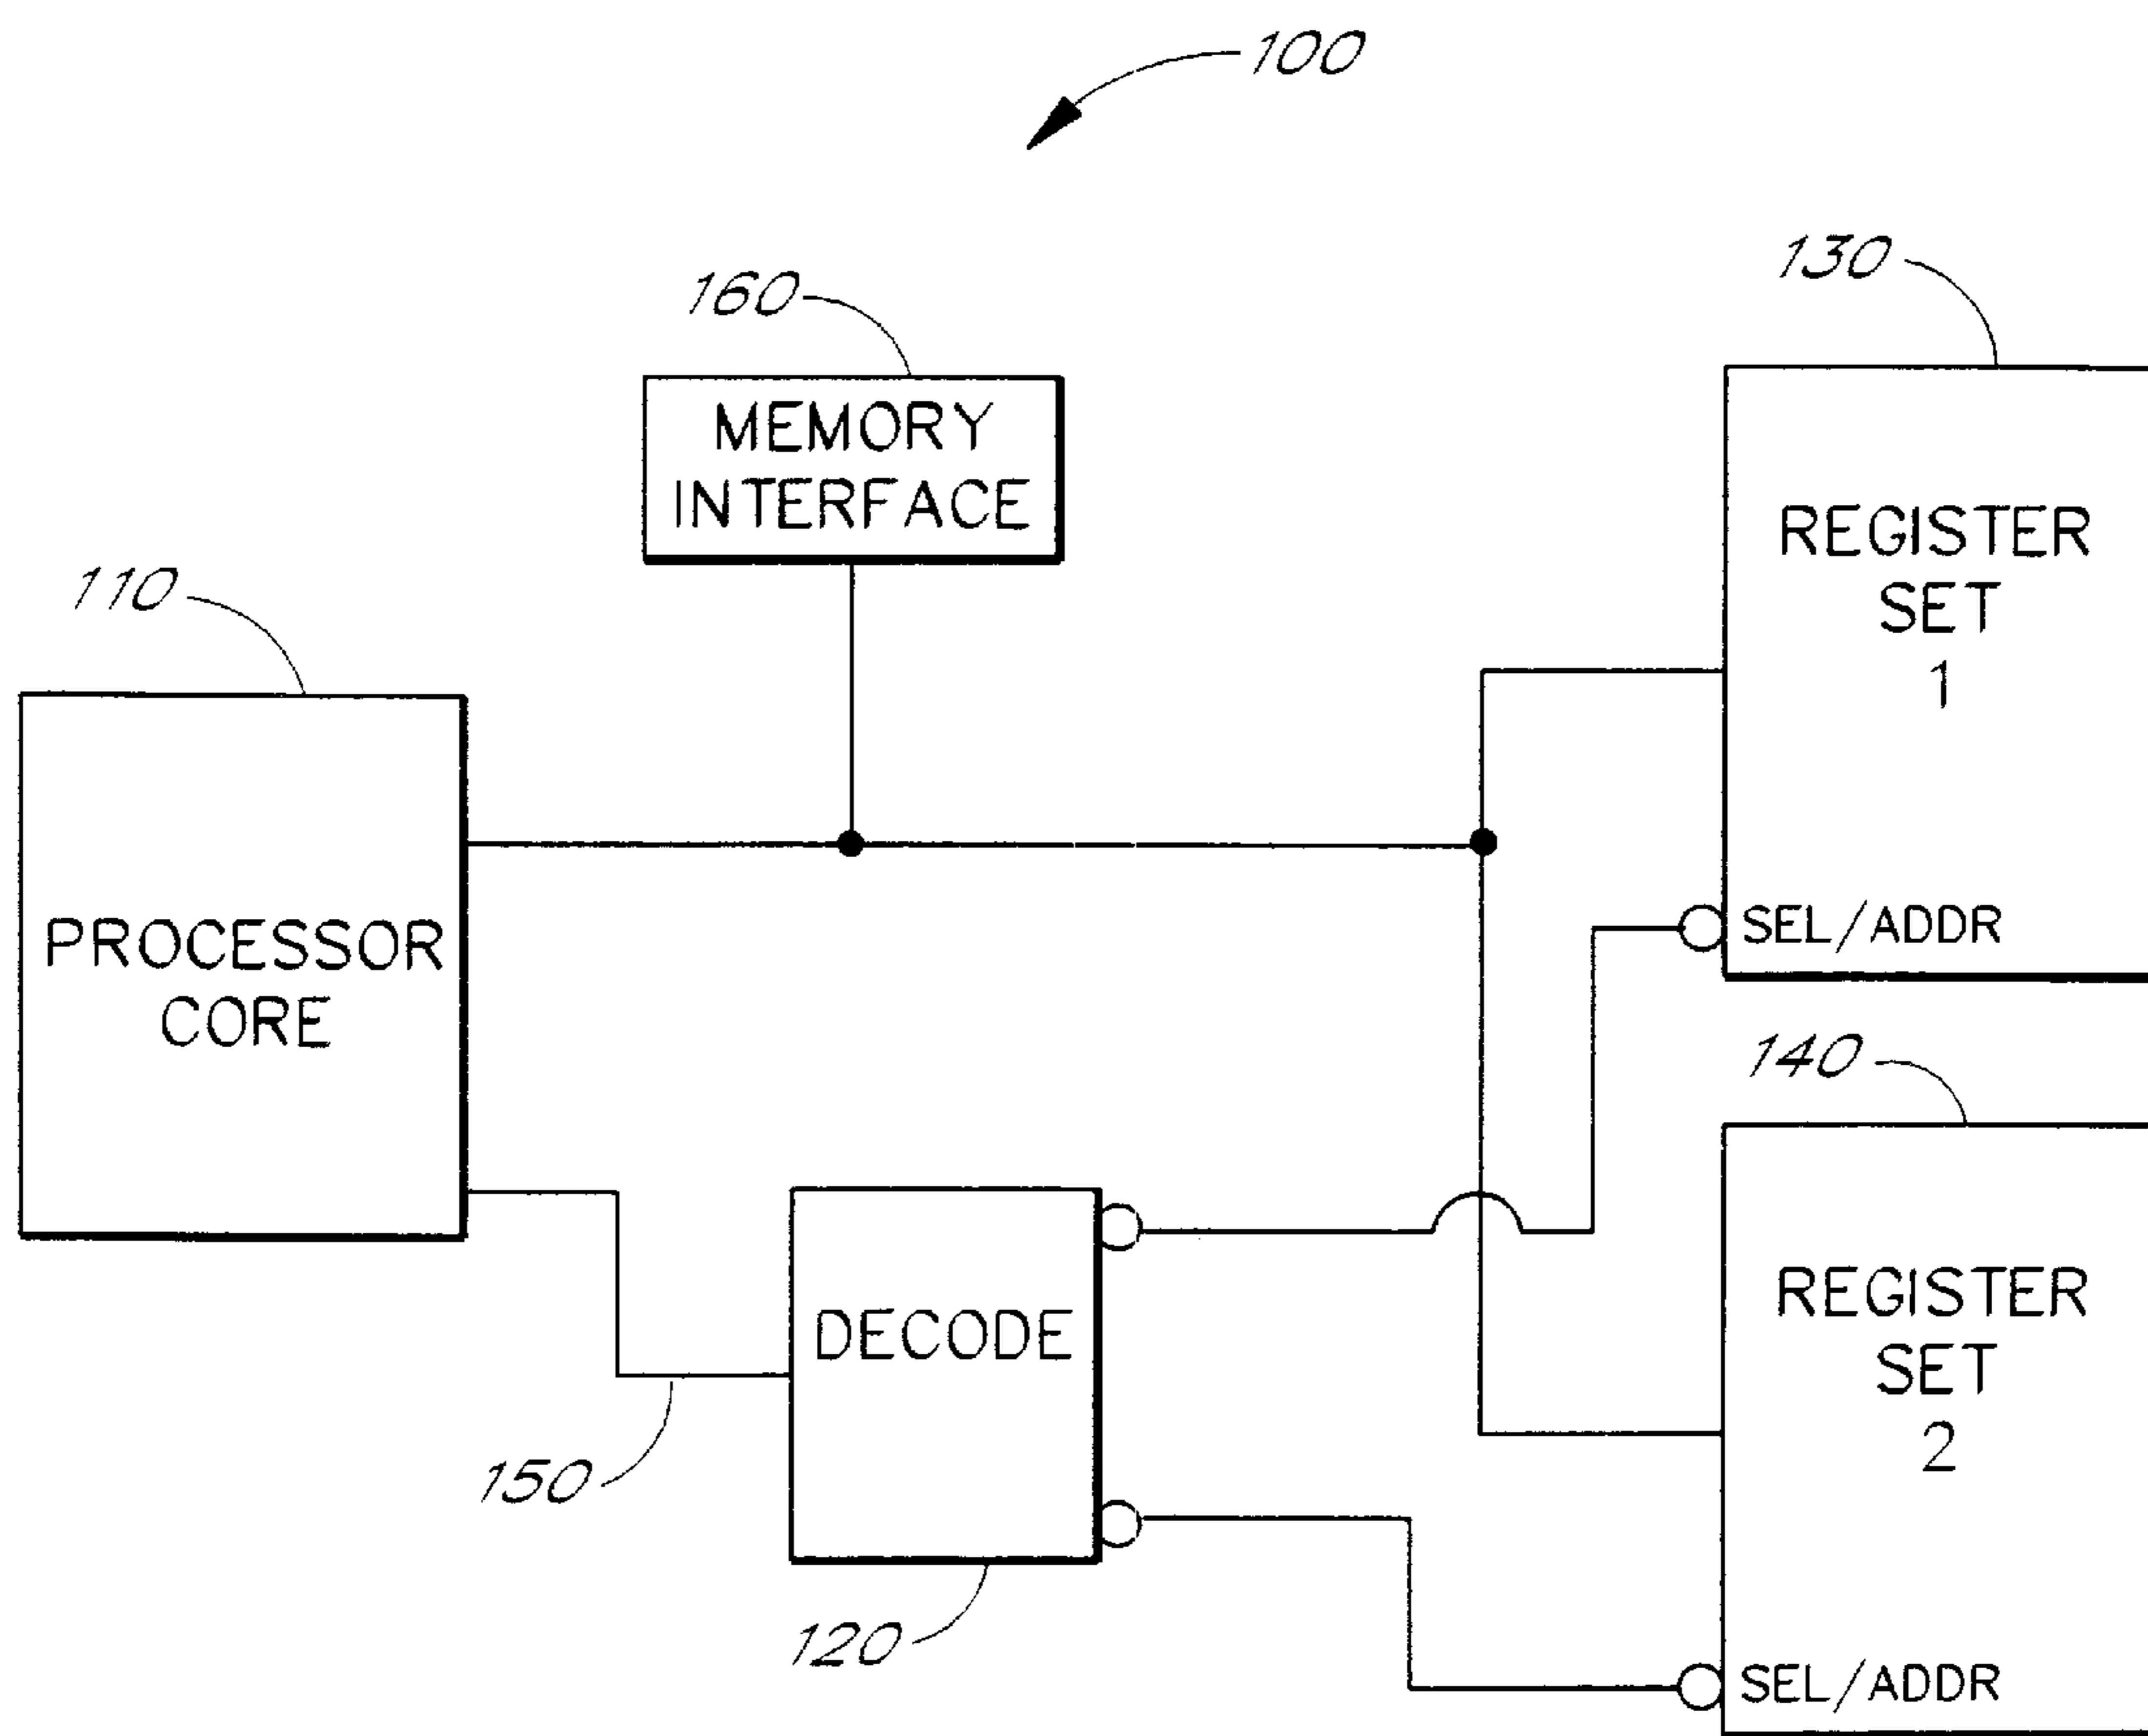 100
130
160
MEMORY
INTERFACE
REGISTER
SET
1
110
PROCESSOR
CORE
SEL/ADDR
140
DECODE
REGISTER
SET
2
150
120
SEL/ADDR